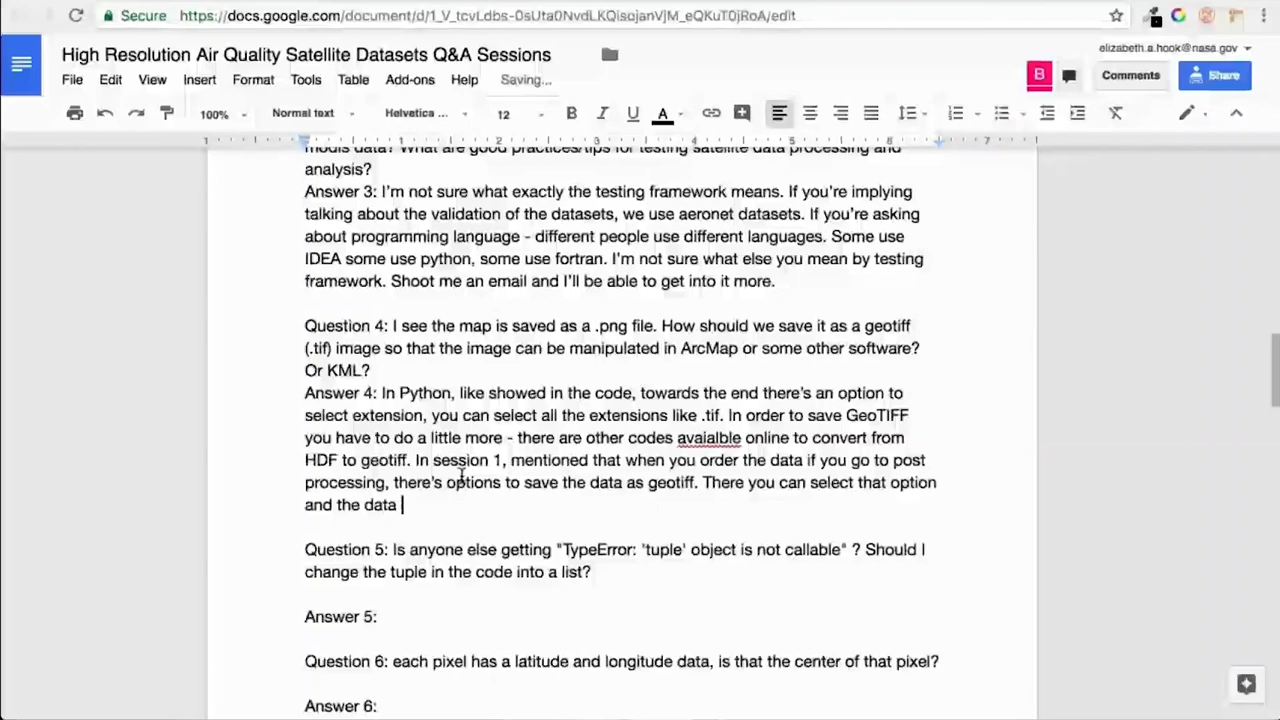 Secure https://docs.google.com/document/d/1_V_tcvLdbs-0sUta0NvdLKQisojanVjM_eQKuT0jRoA/edit
High Resolution Air Quality Satellite Datasets Q&A Sessions
elizabeth.a.hook@nasa.gov
File Edit View Insert Format Tools Table Add-ons Help Saving...
B Comments Share
100% Normal text Helvetica ... 12 B I U A
1 1 2 3 4 5 6 7
modis data? What are good practices/tips for testing satellite data processing and
analysis?
Answer 3: I'm not sure what exactly the testing framework means. If you're implying
talking about the validation of the datasets, we use aeronet datasets. If you're asking
about programming language - different people use different languages. Some use
IDEA some use python, some use fortran. I'm not sure what else you mean by testing
framework. Shoot me an email and I'll be able to get into it more.
Question 4: I see the map is saved as a .png file. How should we save it as a geotiff
(.tif) image so that the image can be manipulated in ArcMap or some other software?
Or KML?
Answer 4: In Python, like showed in the code, towards the end there's an option to
select extension, you can select all the extensions like .tif. In order to save GeoTIFF
you have to do a little more - there are other codes avaialble online to convert from
HDF to geotiff. In session 1, mentioned that when you order the data if you go to post
processing, there's options to save the data as geotiff. There you can select that option
and the data
Question 5: Is anyone else getting "TypeError: 'tuple' object is not callable" ? Should I
change the tuple in the code into a list?
Answer 5:
Question 6: each pixel has a latitude and longitude data, is that the center of that pixel?
Answer 6: